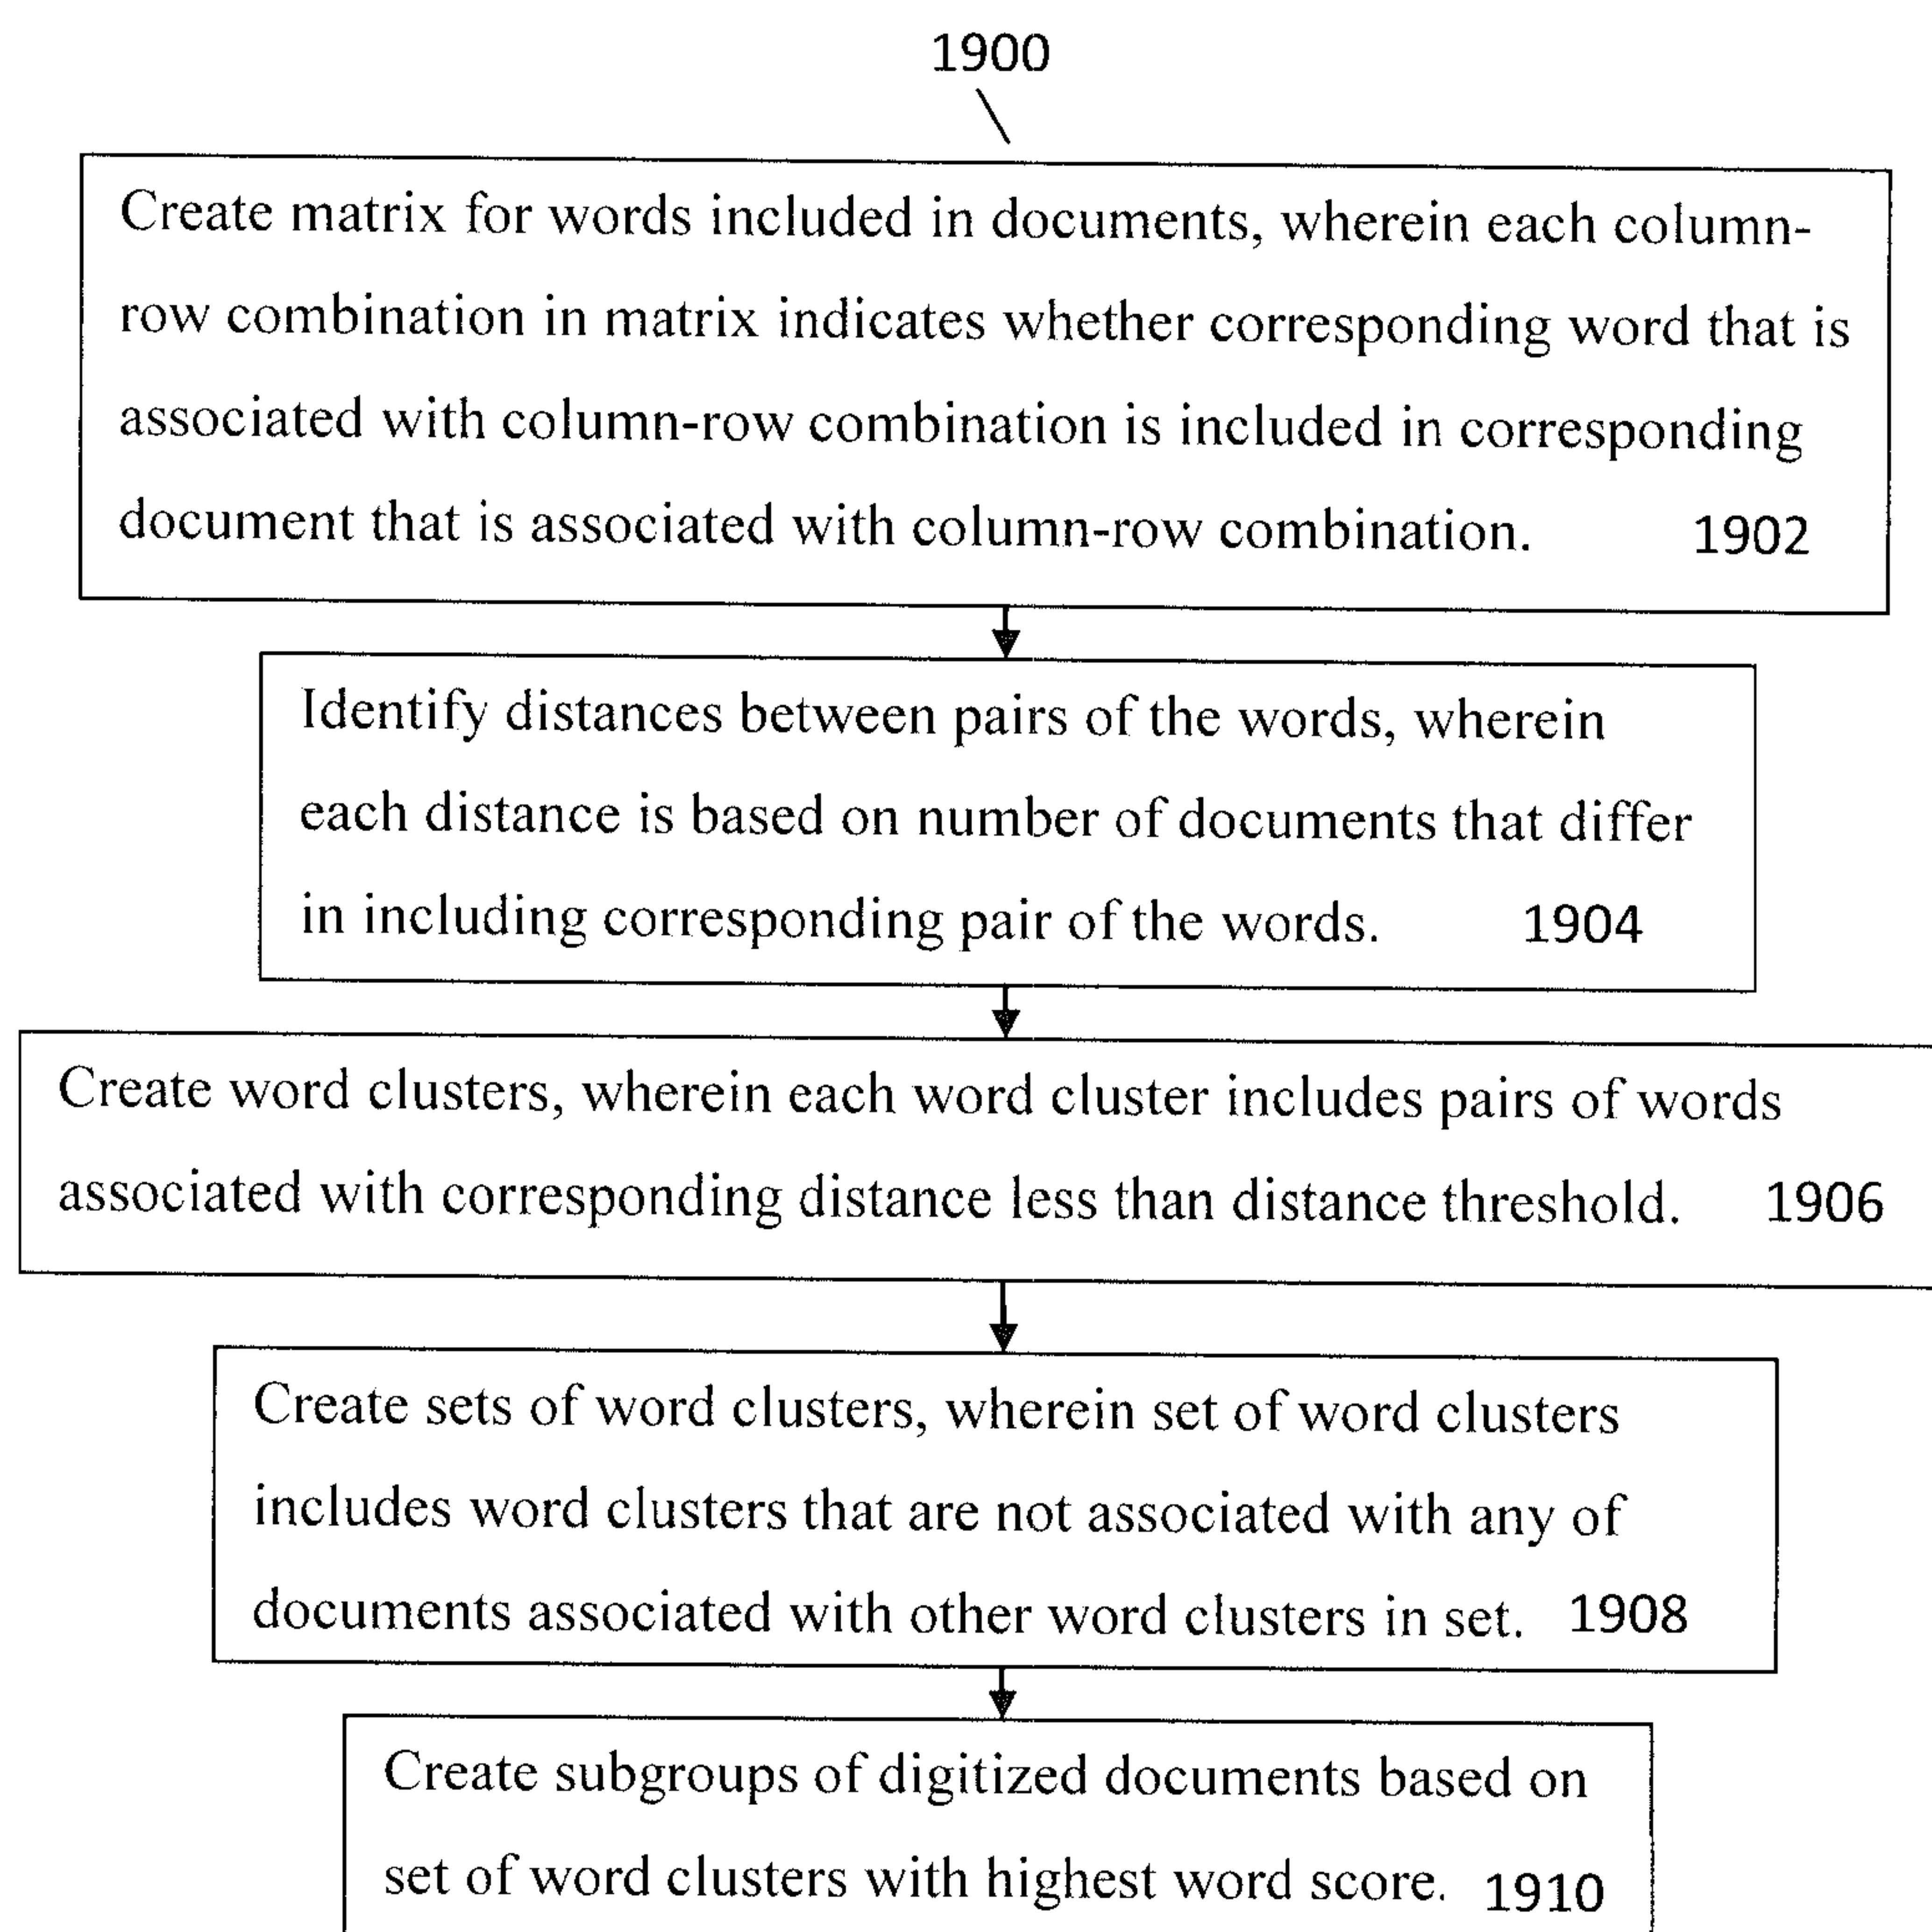 1900
Create matrix for words included in documents, wherein each column-
row combination in matrix indicates whether corresponding word that is
associated with column-row combination is included in corresponding
document that is associated with column-row combination. 1902
Identify distances between pairs of the words, wherein
each distance is based on number of documents that differ
in including corresponding pair of the words. 1904
Create word clusters, wherein each word cluster includes pairs of words
associated with corresponding distance less than distance threshold. 1906
Create sets of word clusters, wherein set of word clusters
includes word clusters that are not associated with any of
documents associated with other word clusters in set. 1908
Create subgroups of digitized documents based on
set of word clusters with highest word score. 1910